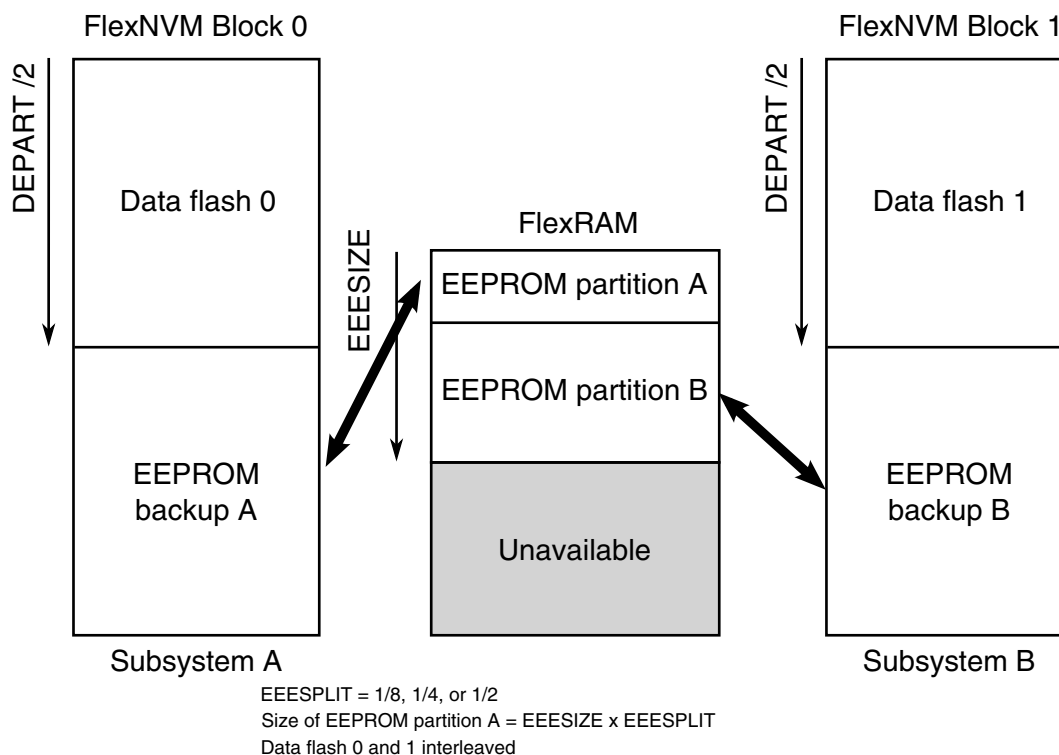 FlexNVM Block 0
FlexNVM Block 1
DEPART /2
Data flash 0
DEPART /2
Data flash 1
FlexRAM
EEESIZE
EEPROM partition A
EEPROM partition B
EEPROM
backup A
EEPROM
backup B
Unavailable
Subsystem A
Subsystem B
EEESPLIT = 1/8, 1/4, or 1/2
Size of EEPROM partition A = EEESIZE x EEESPLIT
Data flash 0 and 1 interleaved